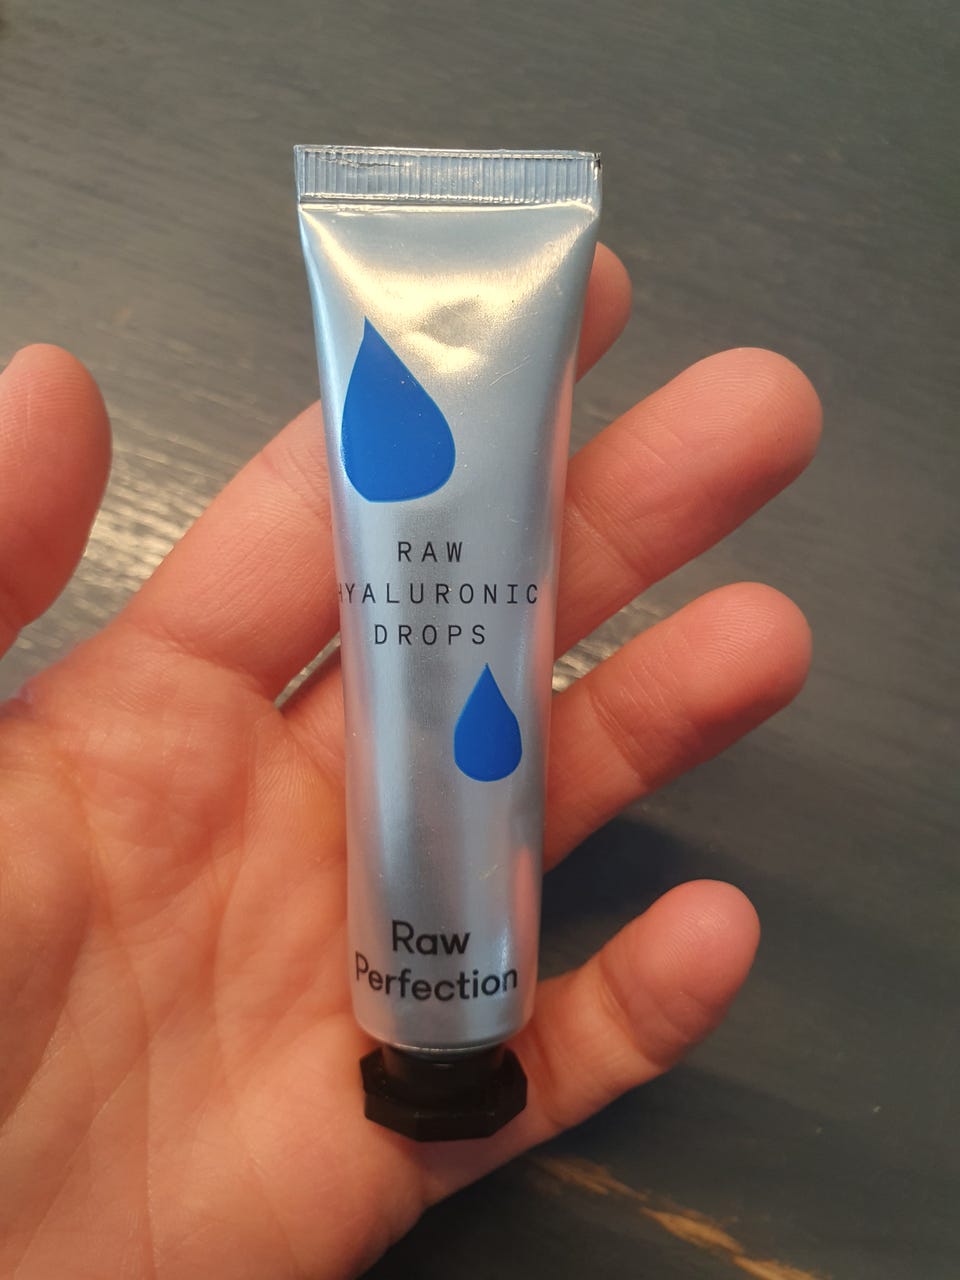 RAW
HYALURONIC
DROPS
Raw
Perfection